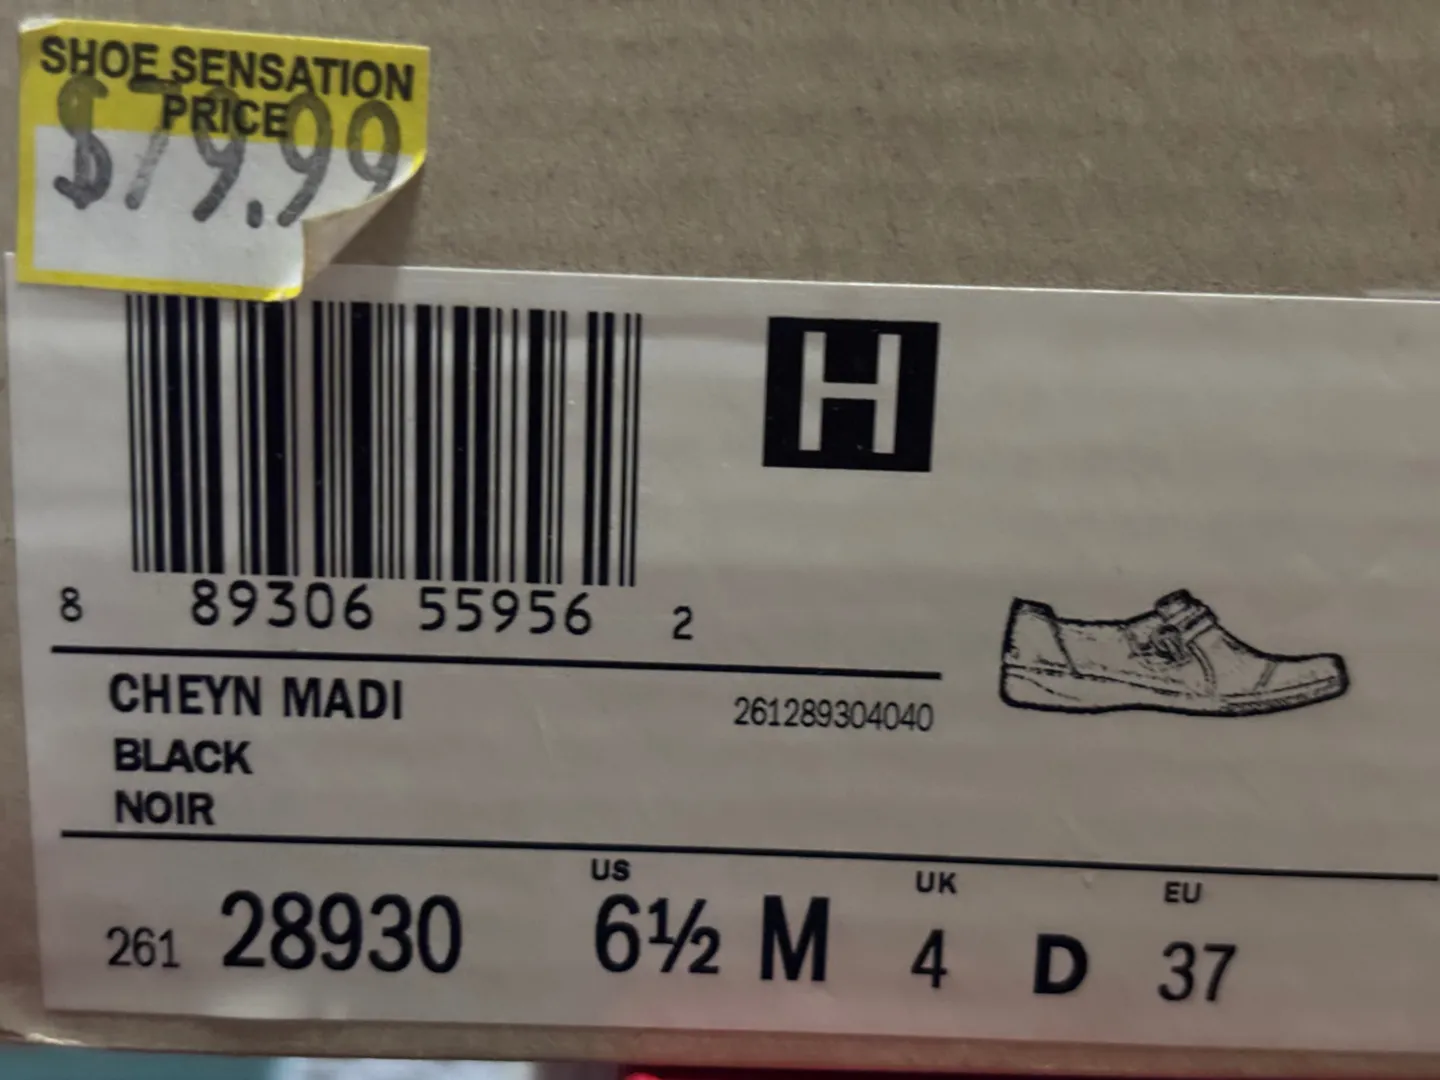 SHOE SENSATION
PRICE
$79.99
H
8 89306 55956 2
CHEYN MADI
261289304040
BLACK
NOIR
US UK EU
261 28930 6½ M 4 D 37